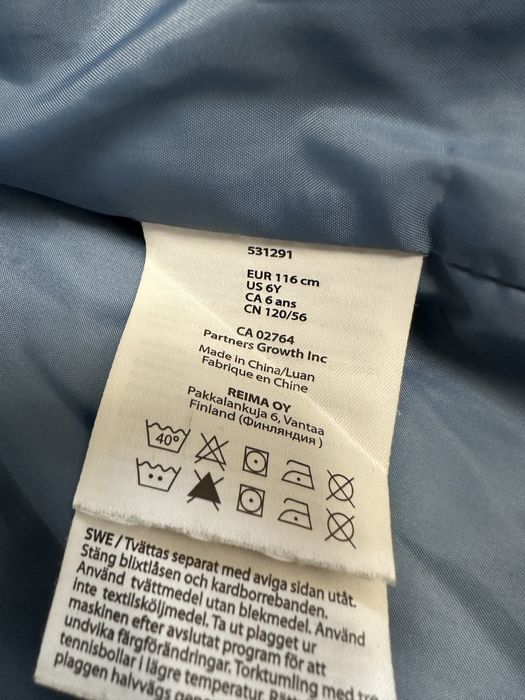 531291
EUR 116 cm
US 6Y
CA 6 ans
CN 120/56
CA 02764
Partners Growth Inc
Made in China/Luan
Fabrique en Chine
REIMA OY
Pakkalankuja 6, Vantaa
Finland (Финляндия )
40°
SWE / Tvättas separat med aviga sidan utåt.
Stäng blixtlåsen och kardborrebanden.
Använd tvättmedel utan blekmedel. Använd
inte textilsköljmedel. Ta ut plagget ur
maskinen efter avslutat program för att
undvika färgförändringar. Torktumling med tre
tennisbollar i lägre temperatur.
plaggen halvvägs